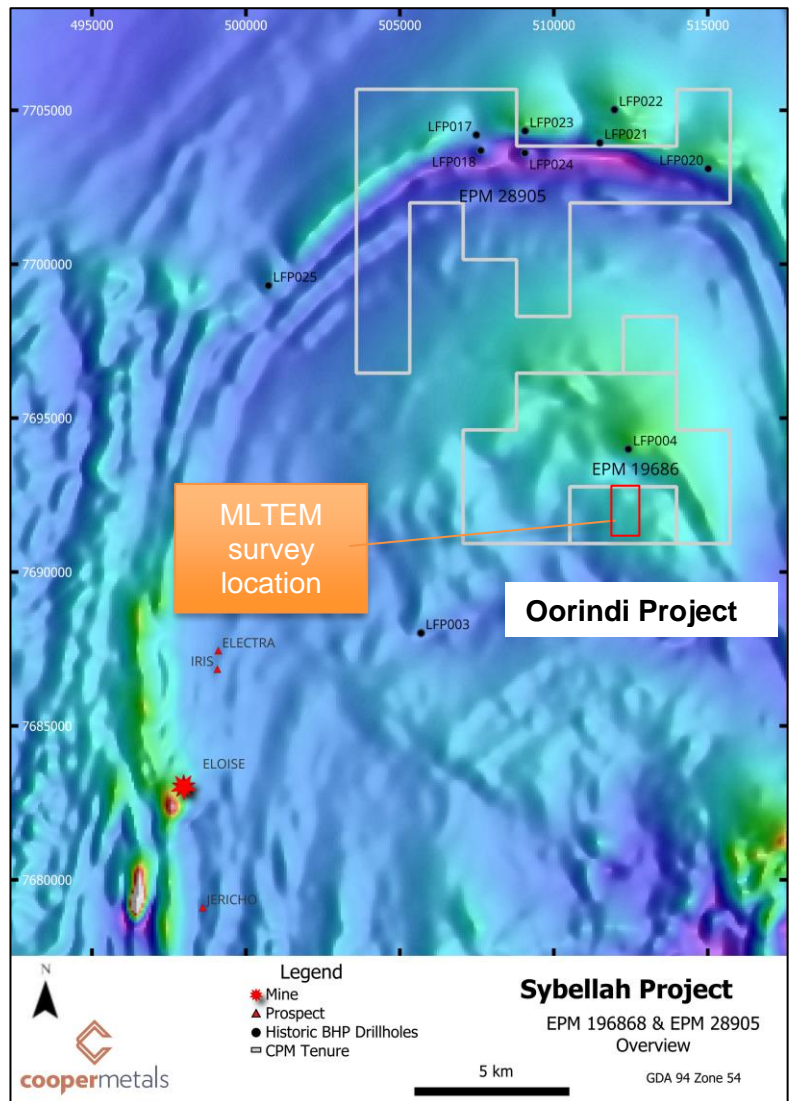 495000
500000
505000
510000
515000
7705000
LFP022
LFP017
LFP023
LFP021
LFP018
LFP024
LFP020
EPM 28905
7700000
LFP025
7695000
LFP004
EPM 19686
MLTEM
survey
location
7690000
Oorindi Project
LFP003
ELECTRA
IRIS
7685000
ELOISE
7680000
JERICHO
N
Legend
Mine
Prospect
Historic BHP Drillholes
CPM Tenure
coopermetals
Sybellah Project
EPM 196868 & EPM 28905
Overview
5 km
GDA 94 Zone 54